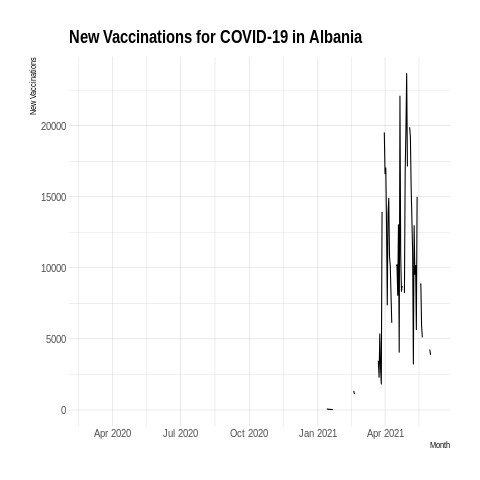 New Vaccinations for COVID-19 in Albania
New Vaccinations
20000
15000
10000
5000
0
Apr 2020 Jul 2020 Oct 2020 Jan 2021 Apr 2021
Month